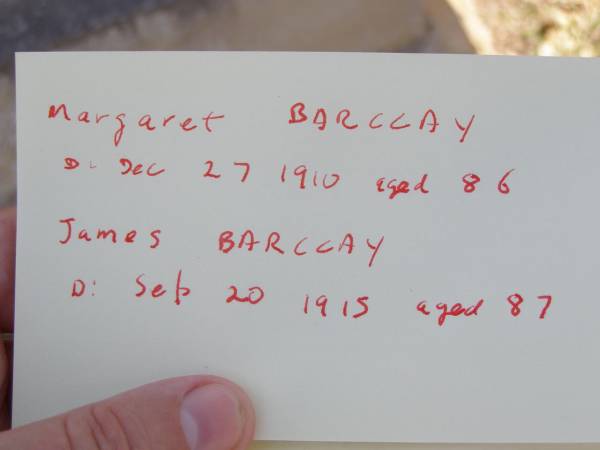 Margaret BARCLAY
D: Dec 27 1910 aged 86
James BARCLAY
D: Sep 20 1915 aged 87